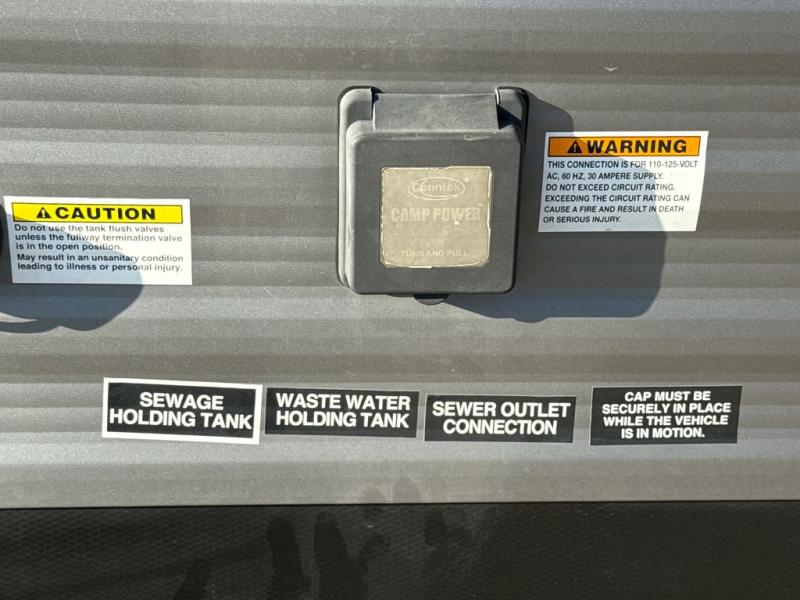 Conntek
CAMP POWER
TURN AND PULL
WARNING
THIS CONNECTION IS FOR 110-125-VOLT
AC, 60 HZ, 30 AMPERE SUPPLY.
DO NOT EXCEED CIRCUIT RATING.
EXCEEDING THE CIRCUIT RATING CAN
CAUSE A FIRE AND RESULT IN DEATH
OR SERIOUS INJURY.
CAUTION
Do not use the tank flush valves
unless the fullway termination valve
is in the open position.
May result in an unsanitary condition
leading to illness or personal injury.
SEWAGE
HOLDING TANK
WASTE WATER
HOLDING TANK
SEWER OUTLET
CONNECTION
CAP MUST BE
SECURELY IN PLACE
WHILE THE VEHICLE
IS IN MOTION.